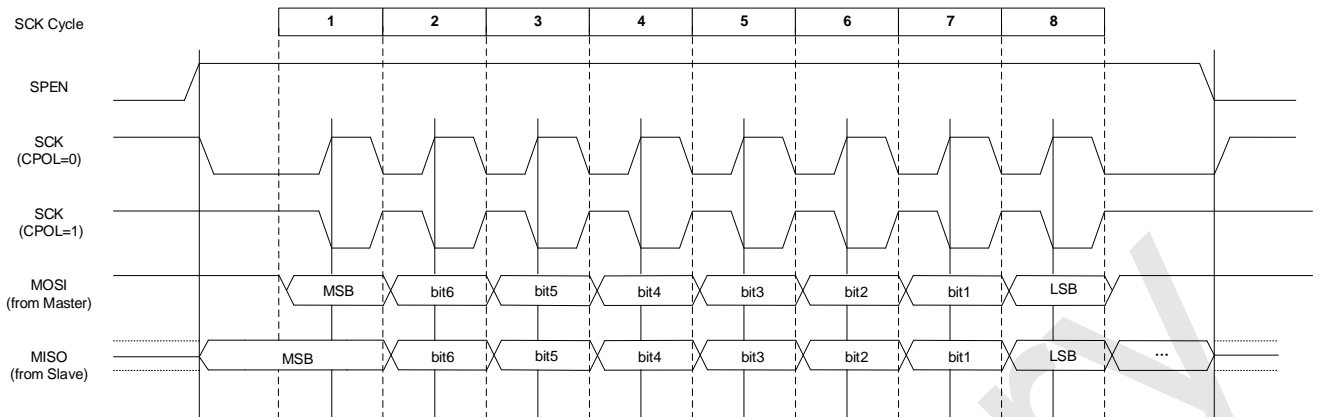 SCK Cycle 1 2 3 4 5 6 7 8
SPEN
SCK
(CPOL=0)
SCK
(CPOL=1)
MOSI
(from Master)
MSB bit6 bit5 bit4 bit3 bit2 bit1 LSB
MISO
(from Slave)
MSB bit6 bit5 bit4 bit3 bit2 bit1 LSB ...